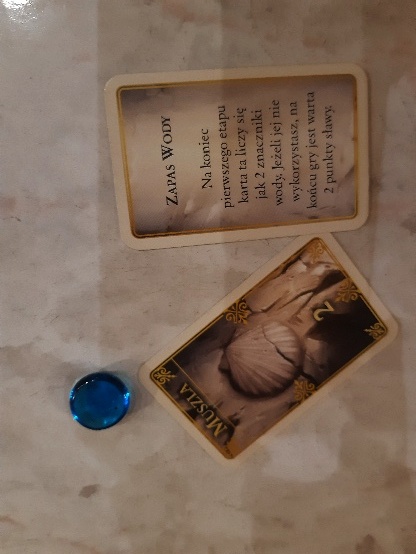 ZAPAS WODY
Na koniec
pierwszego etapu
karta ta liczy się
jak 2 znaczniki
wody. Jeżeli jej nie
wykorzystasz, na
końcu gry jest warta
2 punkty sławy.
MUSZLA
2